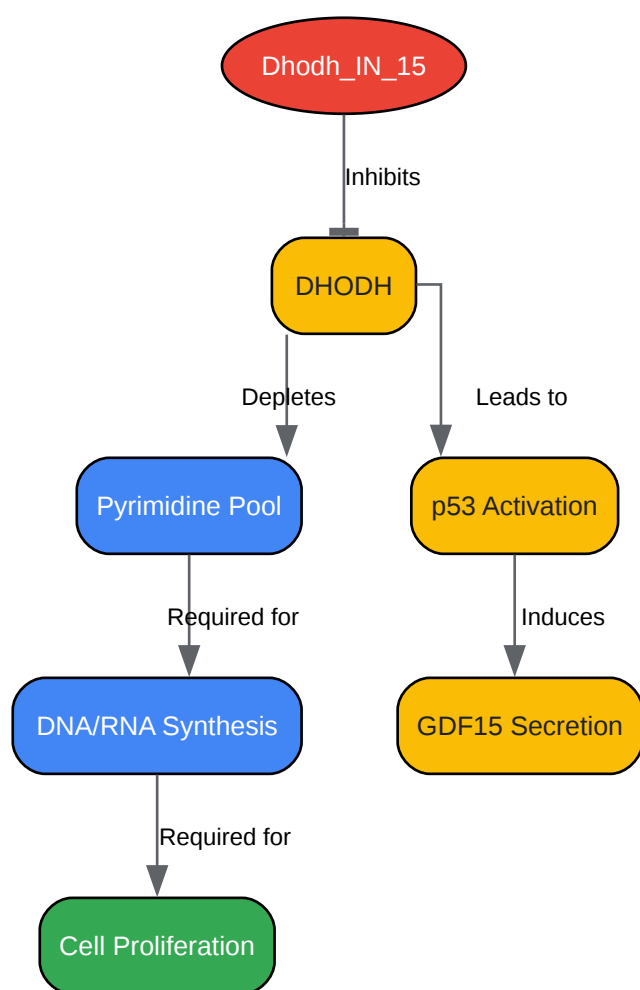 Dhodh_IN_15
Inhibits
DHODH
Depletes
Leads to
Pyrimidine Pool
p53 Activation
Required for
Induces
DNA/RNA Synthesis
GDF15 Secretion
Required for
Cell Proliferation